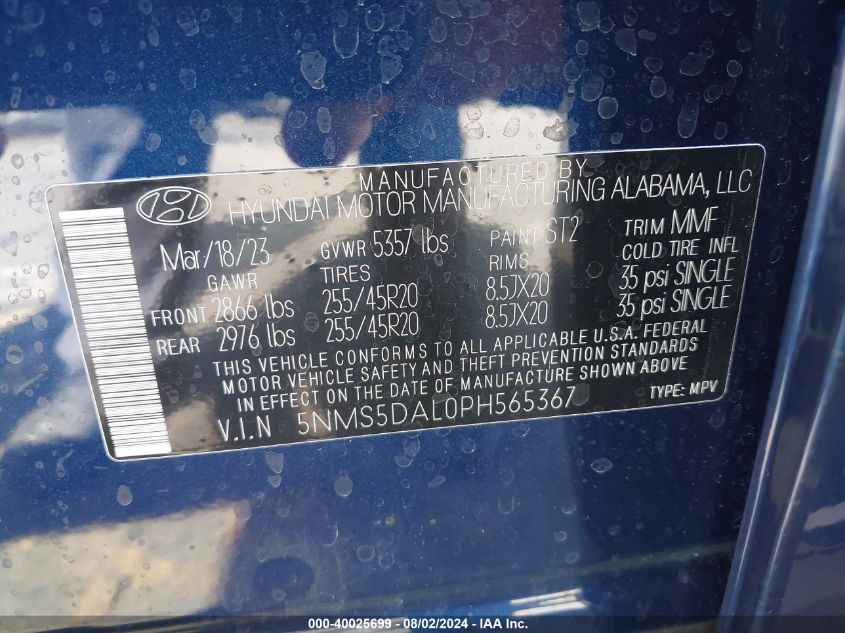 MANUFACTURED BY
HYUNDAI MOTOR MANUFACTURING ALABAMA, LLC
Mar/18/23 GVWR 5357 lbs PAINT ST2 TRIM MMF
GAWR TIRES RIMS COLD TIRE INFL
FRONT 2866 lbs 255/45R20 8.5JX20 35 psi SINGLE
REAR 2976 lbs 255/45R20 8.5JX20 35 psi SINGLE
THIS VEHICLE CONFORMS TO ALL APPLICABLE U.S.A. FEDERAL
MOTOR VEHICLE SAFETY AND THEFT PREVENTION STANDARDS
IN EFFECT ON THE DATE OF MANUFACTURE SHOWN ABOVE
V.I.N 5NMS5DAL0PH565367 TYPE: MPV
000-40025699 - 08/02/2024 - IAA Inc.